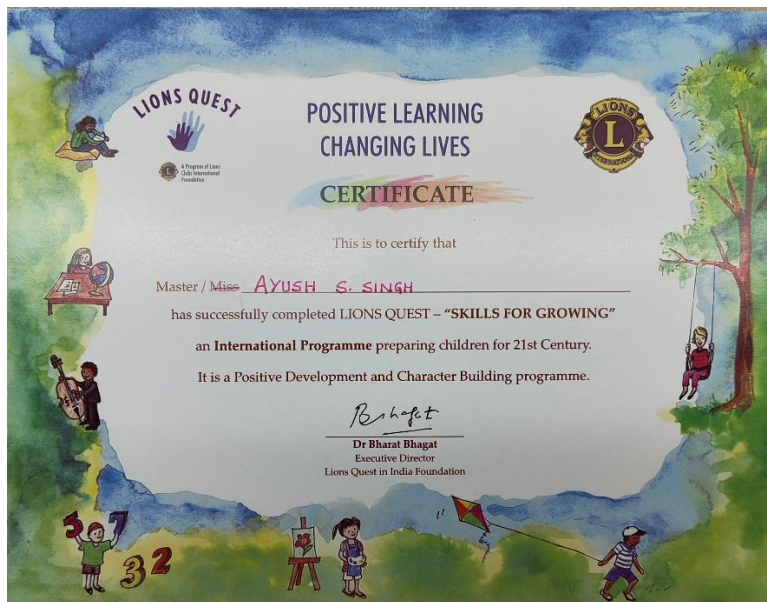 LIONS QUEST
A Program of Lions
Clubs International
Foundation
POSITIVE LEARNING
CHANGING LIVES
LIONS
L
INTERNATIONAL
CERTIFICATE
This is to certify that
Master / Miss AYUSH S. SINGH
has successfully completed LIONS QUEST – “SKILLS FOR GROWING”
an International Programme preparing children for 21st Century.
It is a Positive Development and Character Building programme.
Bbhagat
Dr Bharat Bhagat
Executive Director
Lions Quest in India Foundation
5 7
3 2